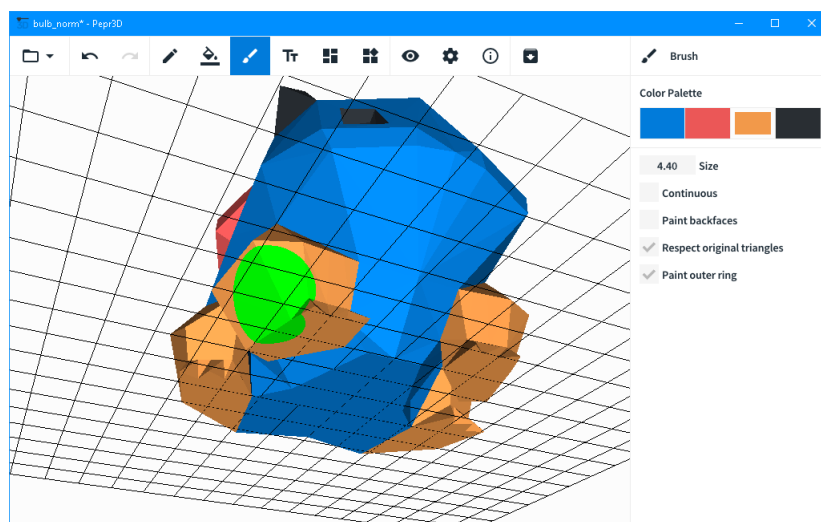 bulb_norm* - Pepr3D
Brush
Color Palette
4.40 Size
Continuous
Paint backfaces
Respect original triangles
Paint outer ring